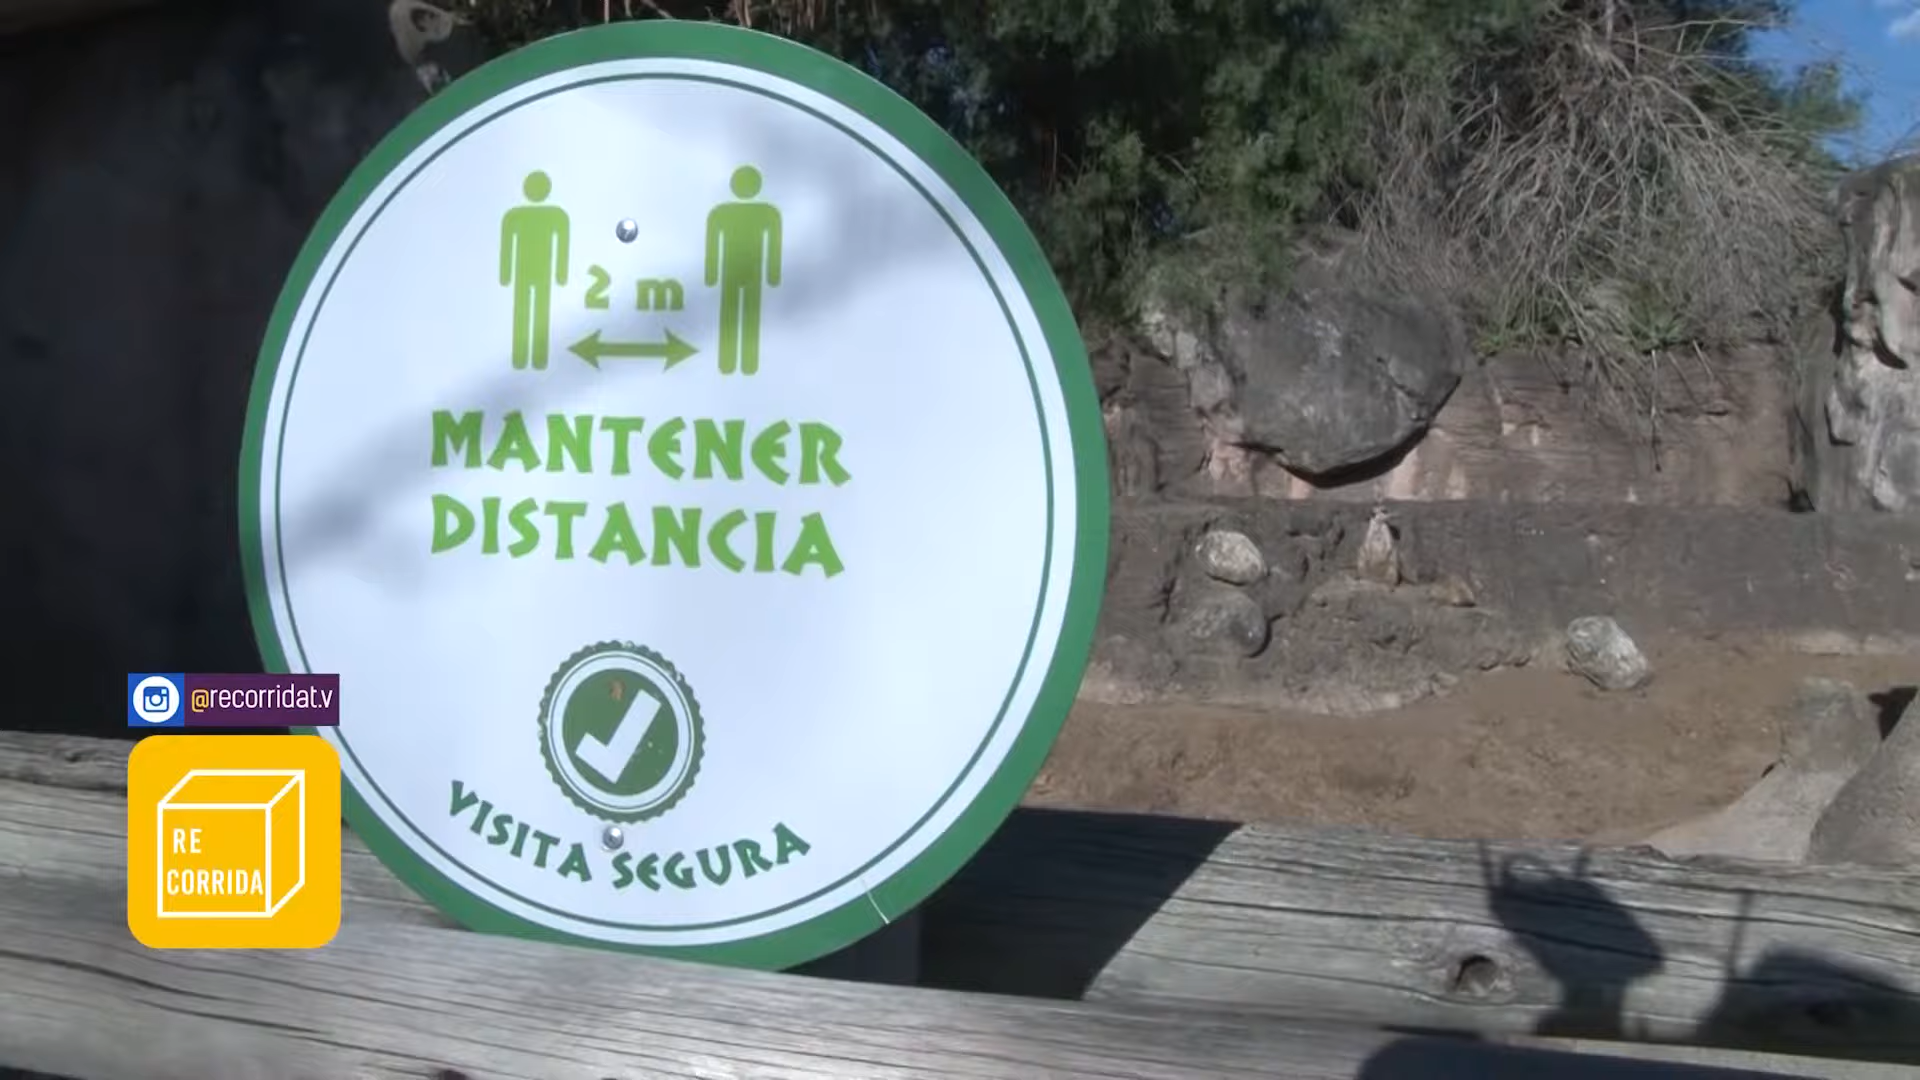 2 m
MANTENER
DISTANCIA
VISITA SEGURA
@recorridat.v
RE
CORRIDA